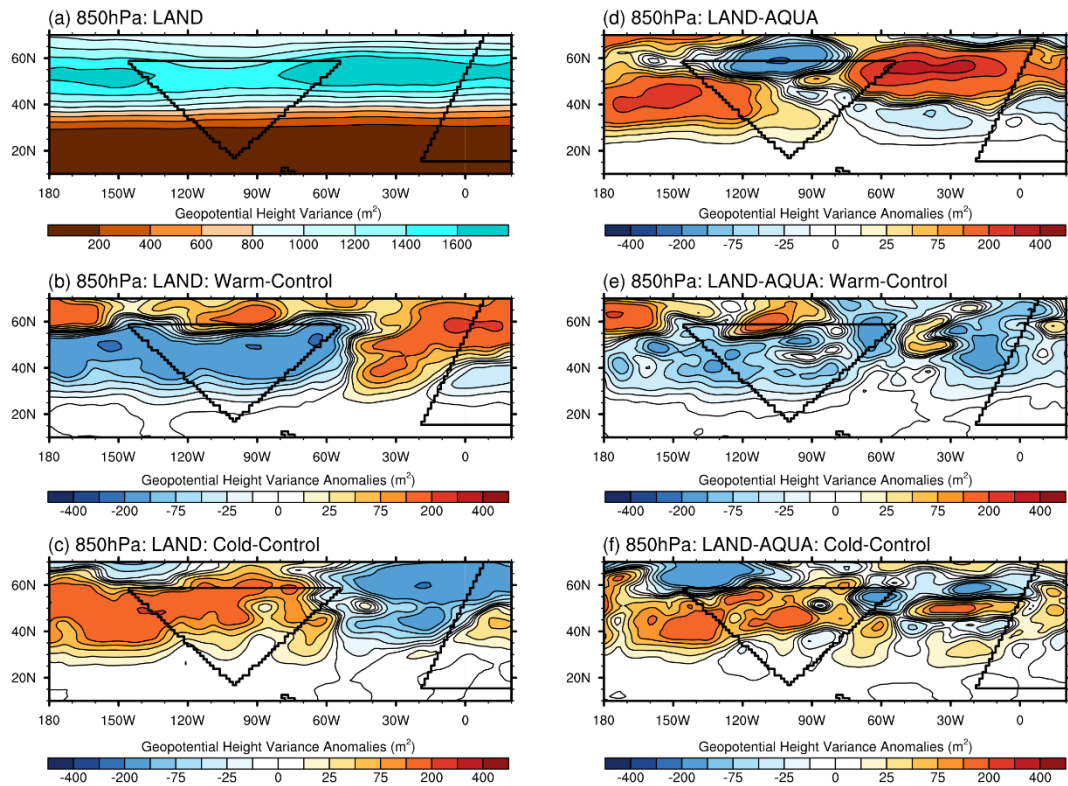 (a) 850hPa: LAND
60N
40N
20N
180 150W 120W 90W 60W 30W 0
Geopotential Height Variance (m²)
200 400 600 800 1000 1200 1400 1600
(b) 850hPa: LAND: Warm-Control
60N
40N
20N
180 150W 120W 90W 60W 30W 0
Geopotential Height Variance Anomalies (m²)
-400 -200 -75 -25 0 25 75 200 400
(c) 850hPa: LAND: Cold-Control
60N
40N
20N
180 150W 120W 90W 60W 30W 0
Geopotential Height Variance Anomalies (m²)
-400 -200 -75 -25 0 25 75 200 400
(d) 850hPa: LAND-AQUA
60N
40N
20N
180 150W 120W 90W 60W 30W 0
Geopotential Height Variance Anomalies (m²)
-400 -200 -75 -25 0 25 75 200 400
(e) 850hPa: LAND-AQUA: Warm-Control
60N
40N
20N
180 150W 120W 90W 60W 30W 0
Geopotential Height Variance Anomalies (m²)
-400 -200 -75 -25 0 25 75 200 400
(f) 850hPa: LAND-AQUA: Cold-Control
60N
40N
20N
180 150W 120W 90W 60W 30W 0
Geopotential Height Variance Anomalies (m²)
-400 -200 -75 -25 0 25 75 200 400